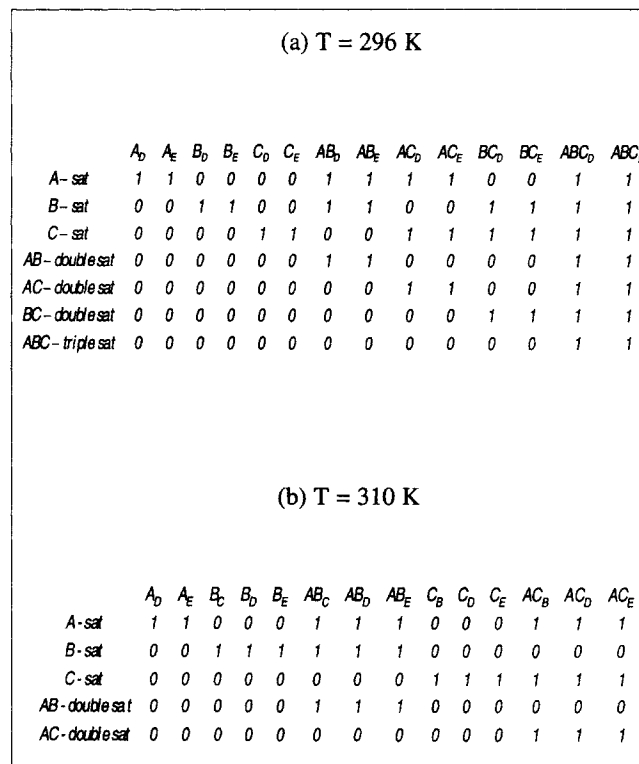 (a) T = 296 K
A_D A_E B_D B_E C_D C_E AB_D AB_E AC_D AC_E BC_D BC_E ABC_D ABC
A-sat 1 1 0 0 0 0 1 1 1 1 0 0 1 1
B-sat 0 0 1 1 0 0 1 1 0 0 1 1 1 1
C-sat 0 0 0 0 1 1 0 0 1 1 1 1 1 1
AB-double sat 0 0 0 0 0 0 1 1 0 0 0 0 1 1
AC-double sat 0 0 0 0 0 0 0 0 1 1 0 0 1 1
BC-double sat 0 0 0 0 0 0 0 0 0 0 1 1 1 1
ABC-triple sat 0 0 0 0 0 0 0 0 0 0 0 0 1 1
(b) T = 310 K
A_D A_E B_C B_D B_E AB_C AB_D AB_E C_B C_D C_E AC_B AC_D AC_E
A-sat 1 1 0 0 0 1 1 1 0 0 0 1 1 1
B-sat 0 0 1 1 1 1 1 1 0 0 0 0 0 0
C-sat 0 0 0 0 0 0 0 0 1 1 1 1 1 1
AB-double sat 0 0 0 0 0 1 1 1 0 0 0 0 0 0
AC-double sat 0 0 0 0 0 0 0 0 0 0 0 1 1 1